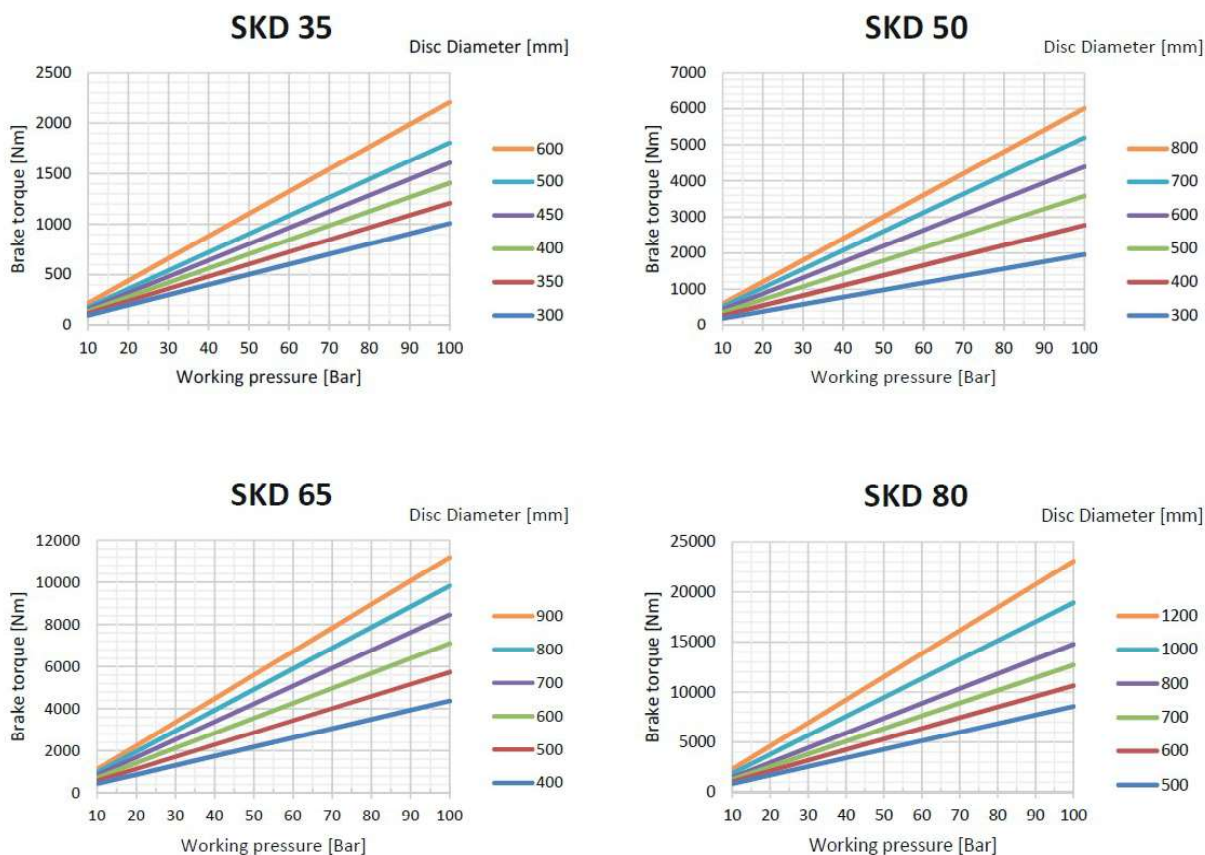 SKD 35
Disc Diameter [mm]
2500
2000
1500
1000
500
0
Brake torque [Nm]
10 20 30 40 50 60 70 80 90 100
Working pressure [Bar]
600
500
450
400
350
300
SKD 50
Disc Diameter [mm]
7000
6000
5000
4000
3000
2000
1000
0
Brake torque [Nm]
10 20 30 40 50 60 70 80 90 100
Working pressure [Bar]
800
700
600
500
400
300
SKD 65
Disc Diameter [mm]
12000
10000
8000
6000
4000
2000
0
Brake torque [Nm]
10 20 30 40 50 60 70 80 90 100
Working pressure [Bar]
900
800
700
600
500
400
SKD 80
Disc Diameter [mm]
25000
20000
15000
10000
5000
0
Brake torque [Nm]
10 20 30 40 50 60 70 80 90 100
Working pressure [Bar]
1200
1000
800
700
600
500